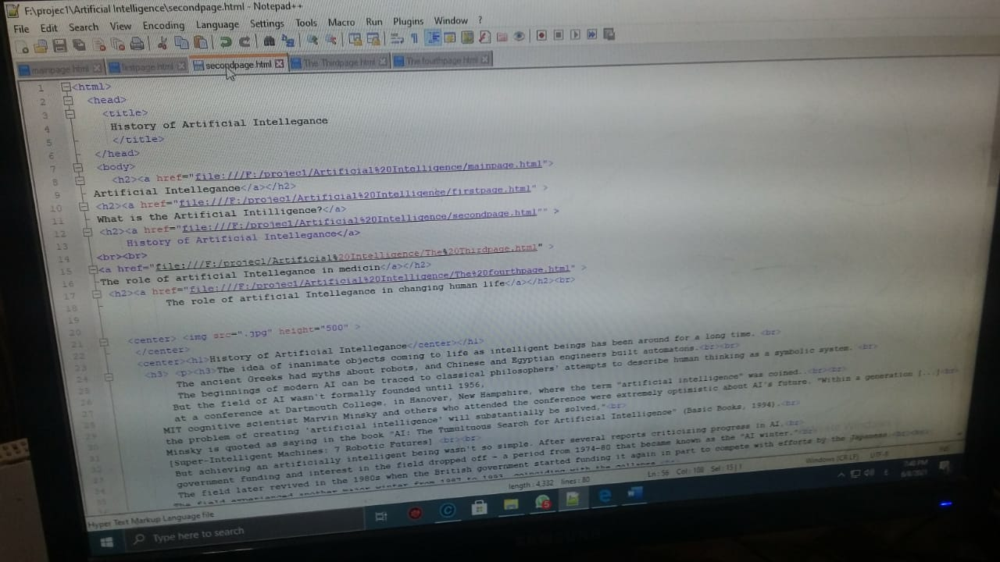 F:\projec1\Artificial Intelligence\secondpage.html - Notepad++
File Edit Search View Encoding Language Settings Tools Macro Run Plugins Window ?
mainpage.html firstpage.html secondpage.html The Thirdpage.html The fourthpage.html
1 <html>
2 <head>
3 <title>
4 History of Artificial Intellegance
5 </title>
6 </head>
7 <body>
8 <h2><a href="file:///F:/projec1/Artificial%20Intelligence/mainpage.html">
9 Artificial Intellegance</a></h2>
10 <h2><a href="file:///F:/projec1/Artificial%20Intelligence/firstpage.html" >
11 What is the Artificial Intilligence?</a>
12 <h2><a href="file:///F:/projec1/Artificial%20Intelligence/secondpage.html"" >
13 History of Artificial Intellegance</a>
14 <br><br>
15 <a href="file:///F:/projec1/Artificial%20Intelligence/The%20Thirdpage.html" >
16 The role of artificial Intellegance in medicin</a></h2>
17 <h2><a href="file:///F:/projec1/Artificial%20Intelligence/The%20fourthpage.html" >
18 The role of artificial Intellegance in changing human life</a></h2><br>
19
20
21 <center> <img src=".jpg" height="500" >
22 </center>
23 <center><h1>History of Artificial Intellegance</center></h1>
24 <h3> <p><h3>The idea of inanimate objects coming to life as intelligent beings has been around for a long time. <br>
25 The ancient Greeks had myths about robots, and Chinese and Egyptian engineers built automatons.<br><br>
26 The beginnings of modern AI can be traced to classical philosophers' attempts to describe human thinking as a symbolic system. <br>
27 But the field of AI wasn't formally founded until 1956,
28 at a conference at Dartmouth College, in Hanover, New Hampshire, where the term "artificial intelligence" was coined..<br><br>
29 MIT cognitive scientist Marvin Minsky and others who attended the conference were extremely optimistic about AI's future. "Within a generation [...]<br>
30 the problem of creating 'artificial intelligence' will substantially be solved,"<br>
31 Minsky is quoted as saying in the book "AI: The Tumultuous Search for Artificial Intelligence" (Basic Books, 1994).<br>
32 [Super-Intelligent Machines: 7 Robotic Futures] <br><br>
33 But achieving an artificially intelligent being wasn't so simple. After several reports criticizing progress in AI,<br>
34 government funding and interest in the field dropped off – a period from 1974–80 that became known as the "AI winter."<br>
35 The field later revived in the 1980s when the British government started funding it again in part to compete with efforts by the Japanese.<br><br>
The field experienced another major winter from 1987 to 1993, coinciding with the collapse
Hyper Text Markup Language file length : 4,332 lines : 80 Ln : 56 Col : 108 Sel : 15 | 1 Windows (CR LF) UTF-8 INS
Type here to search
7:40 PM
6/8/2021
SAMSUNG